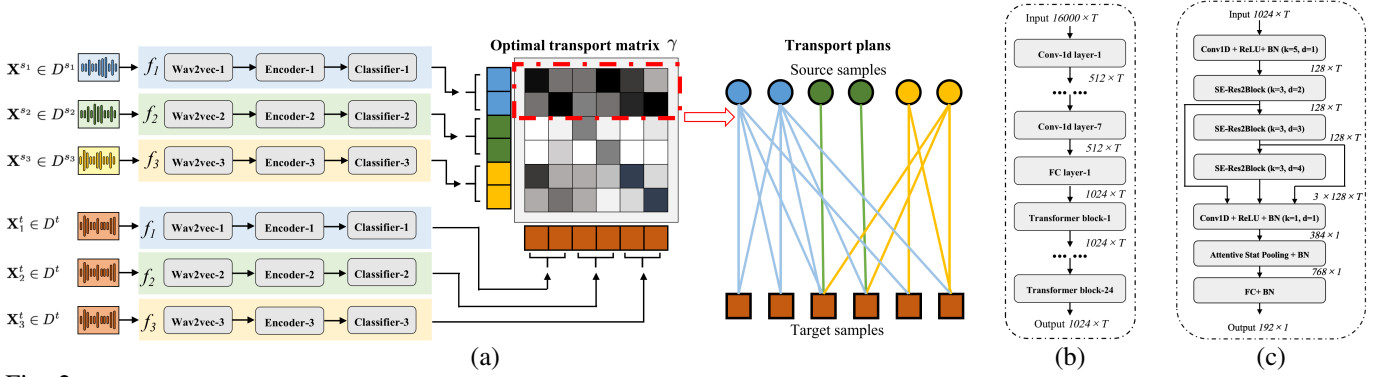 X^{s_1} ∈ D^{s_1}
f_1
Wav2vec-1
Encoder-1
Classifier-1
X^{s_2} ∈ D^{s_2}
f_2
Wav2vec-2
Encoder-2
Classifier-2
X^{s_3} ∈ D^{s_3}
f_3
Wav2vec-3
Encoder-3
Classifier-3
X_1^t ∈ D^t
f_1
Wav2vec-1
Encoder-1
Classifier-1
X_2^t ∈ D^t
f_2
Wav2vec-2
Encoder-2
Classifier-2
X_3^t ∈ D^t
f_3
Wav2vec-3
Encoder-3
Classifier-3
Optimal transport matrix γ
Transport plans
Source samples
Target samples
(a)
Input 16000 × T
Conv-1d layer-1
512 × T
Conv-1d layer-7
512 × T
FC layer-1
1024 × T
Transformer block-1
1024 × T
Transformer block-24
Output 1024 × T
(b)
Input 1024 × T
Conv1D + ReLU+ BN (k=5, d=1)
128 × T
SE-Res2Block (k=3, d=2)
128 × T
SE-Res2Block (k=3, d=3)
128 × T
SE-Res2Block (k=3, d=4)
3 × 128 × T
Conv1D + ReLU + BN (k=1, d=1)
384 × 1
Attentive Stat Pooling + BN
768 × 1
FC+ BN
Output 192 × 1
(c)